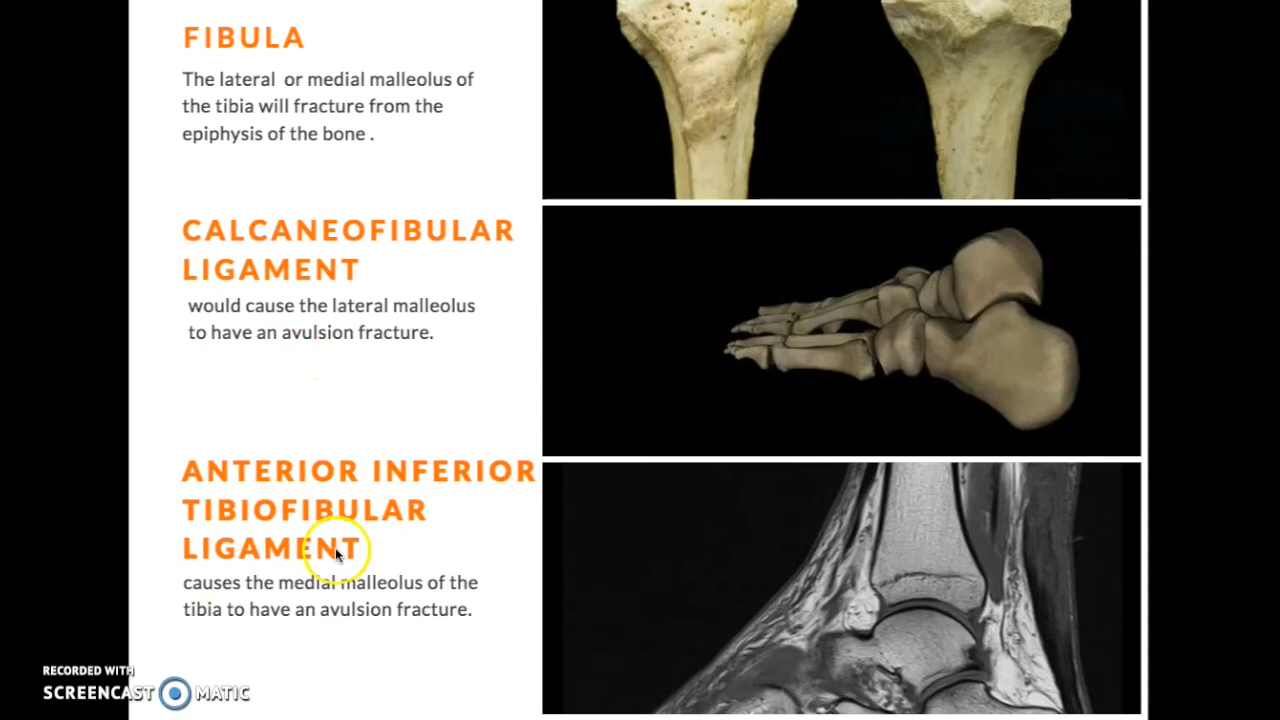 FIBULA
The lateral or medial malleolus of
the tibia will fracture from the
epiphysis of the bone .
CALCANEOFIBULAR
LIGAMENT
would cause the lateral malleolus
to have an avulsion fracture.
ANTERIOR INFERIOR
TIBIOFIBULAR
LIGAMENT
causes the medial malleolus of the
tibia to have an avulsion fracture.
RECORDED WITH
SCREENCAST MATIC